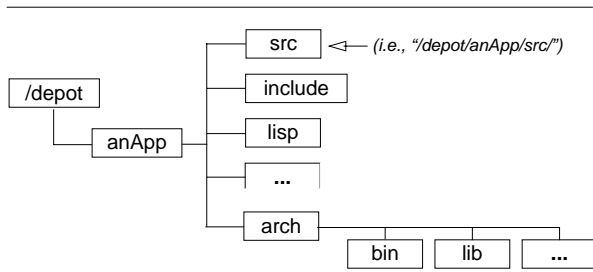 src
(i.e., “/depot/anApp/src/”)
/depot
include
anApp
lisp
...
arch
bin
lib
...